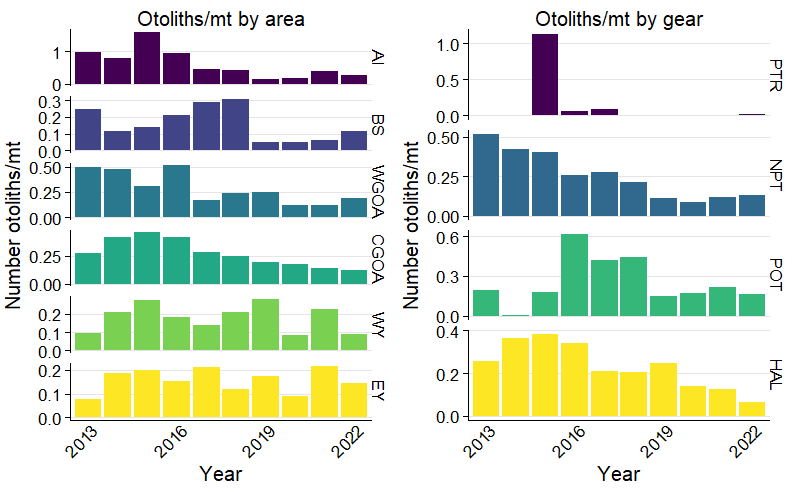 Otoliths/mt by area
Number otoliths/mt
1
0
AI
0.3
0.2
0.1
0.0
BS
0.50
0.25
0.00
WGOA
0.25
0.00
CGOA
0.2
0.1
0.0
WY
0.2
0.1
0.0
EY
2013
2016
2019
2022
Year
Otoliths/mt by gear
Number otoliths/mt
1.0
0.5
0.0
PTR
0.50
0.25
0.00
NPT
0.6
0.3
0.0
POT
0.4
0.2
0.0
HAL
2013
2016
2019
2022
Year